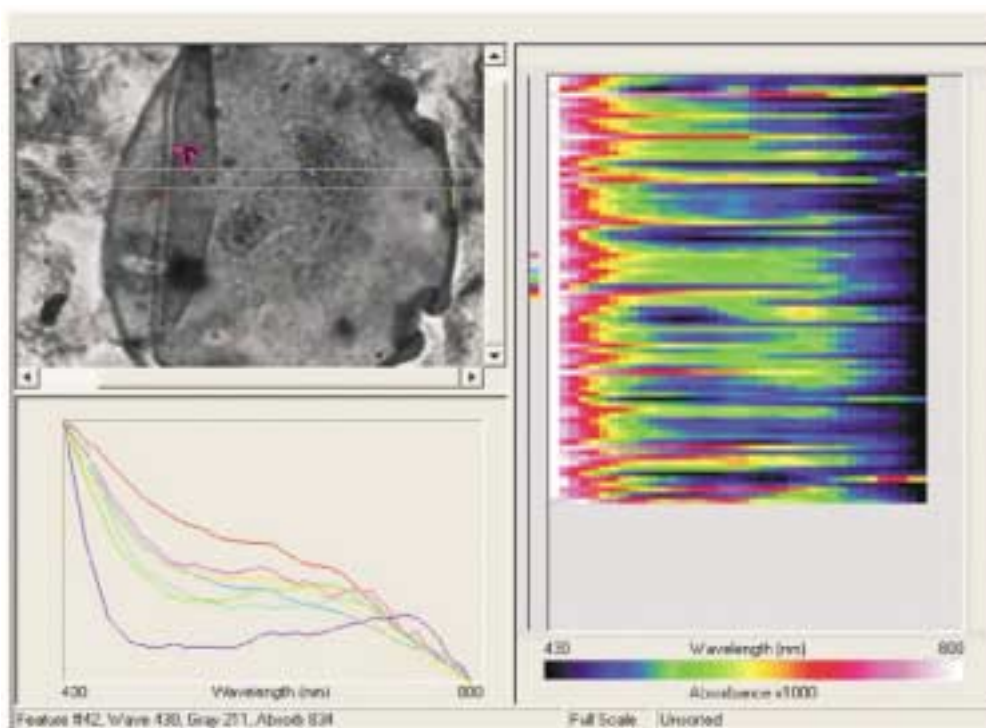 430 Wavelength (nm) 800
430 Wavelength (nm) 800
Absorbance x1000
Feature #42, Wave 430, Gray 211, Absorb 834 Full Scale Unsorted